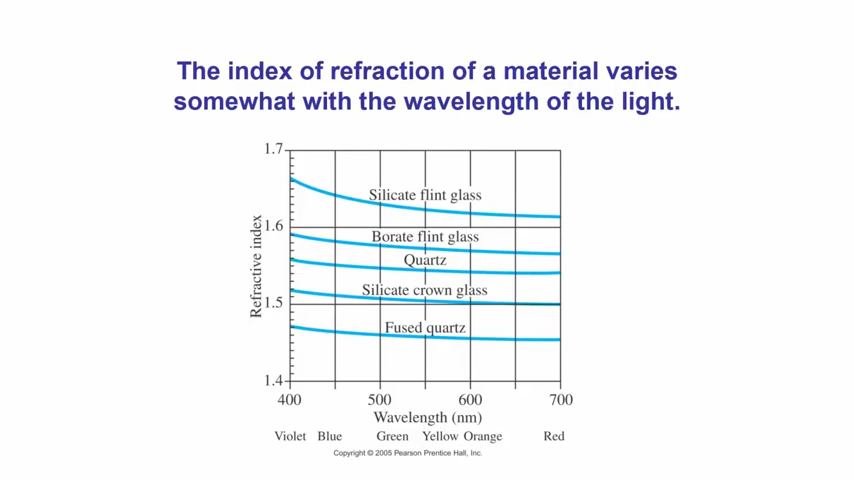 The index of refraction of a material varies
somewhat with the wavelength of the light.
1.7
Silicate flint glass
1.6
Borate flint glass
Quartz
Silicate crown glass
1.5
Fused quartz
1.4
Refractive index
400 500 600 700
Wavelength (nm)
Violet Blue Green Yellow Orange Red
Copyright © 2005 Pearson Prentice Hall, Inc.